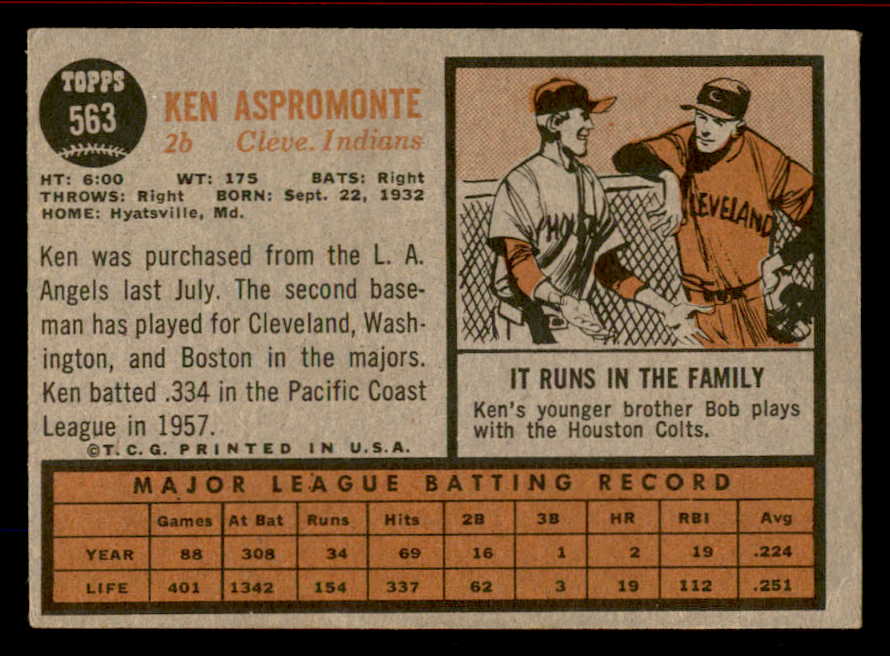 TOPPS
563
KEN ASPROMONTE
2b Cleve. Indians
HT: 6:00 WT: 175 BATS: Right
THROWS: Right BORN: Sept. 22, 1932
HOME: Hyatsville, Md.
Ken was purchased from the L. A.
Angels last July. The second base-
man has played for Cleveland, Wash-
ington, and Boston in the majors.
Ken batted .334 in the Pacific Coast
League in 1957.
©T.C.G. PRINTED IN U.S.A.
C
HOU
CLEVELAND
IT RUNS IN THE FAMILY
Ken's younger brother Bob plays
with the Houston Colts.
MAJOR LEAGUE BATTING RECORD
Games At Bat Runs Hits 2B 3B HR RBI Avg
YEAR 88 308 34 69 16 1 2 19 .224
LIFE 401 1342 154 337 62 3 19 112 .251